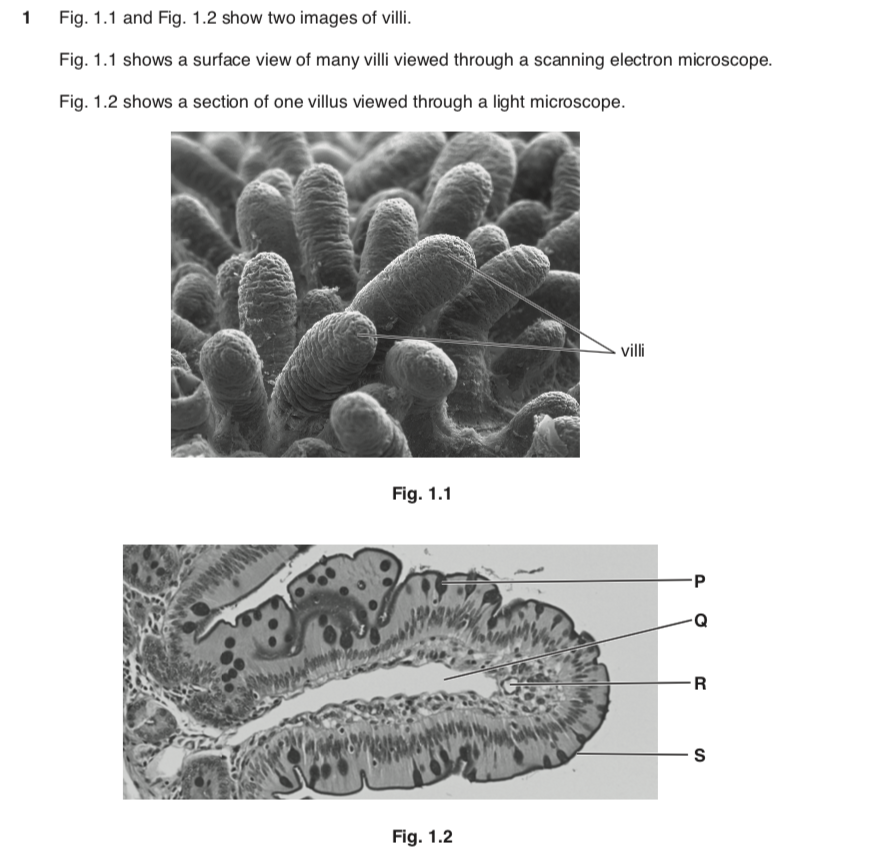 1 Fig. 1.1 and Fig. 1.2 show two images of villi.
Fig. 1.1 shows a surface view of many villi viewed through a scanning electron microscope.
Fig. 1.2 shows a section of one villus viewed through a light microscope.
villi
Fig. 1.1
P
Q
R
S
Fig. 1.2